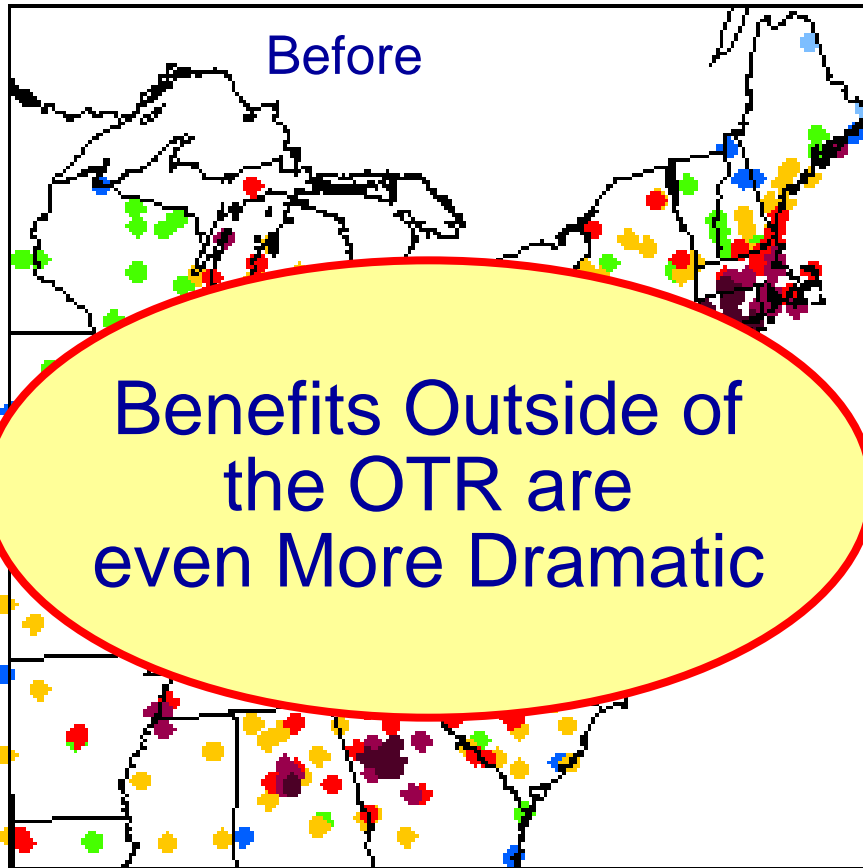 Before
Benefits Outside of
the OTR are
even More Dramatic